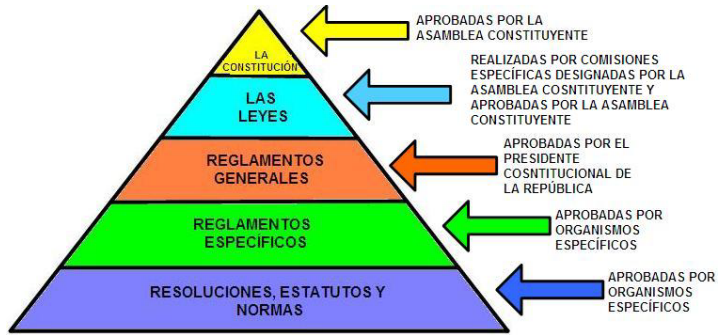 LA
CONSTITUCIÓN
APROBADAS POR LA
ASAMBLEA CONSTITUYENTE
LAS
LEYES
REALIZADAS POR COMISIONES
ESPECÍFICAS DESIGNADAS POR LA
ASAMBLEA COSNTITUYENTE Y
APROBADAS POR LA ASAMBLEA
CONSTITUYENTE
REGLAMENTOS
GENERALES
APROBADAS POR EL
PRESIDENTE
COSTITUCIONAL DE
LA REPÚBLICA
REGLAMENTOS
ESPECÍFICOS
APROBADAS POR
ORGANISMOS
ESPECÍFICOS
RESOLUCIONES, ESTATUTOS Y
NORMAS
APROBADAS POR
ORGANISMOS
ESPECÍFICOS